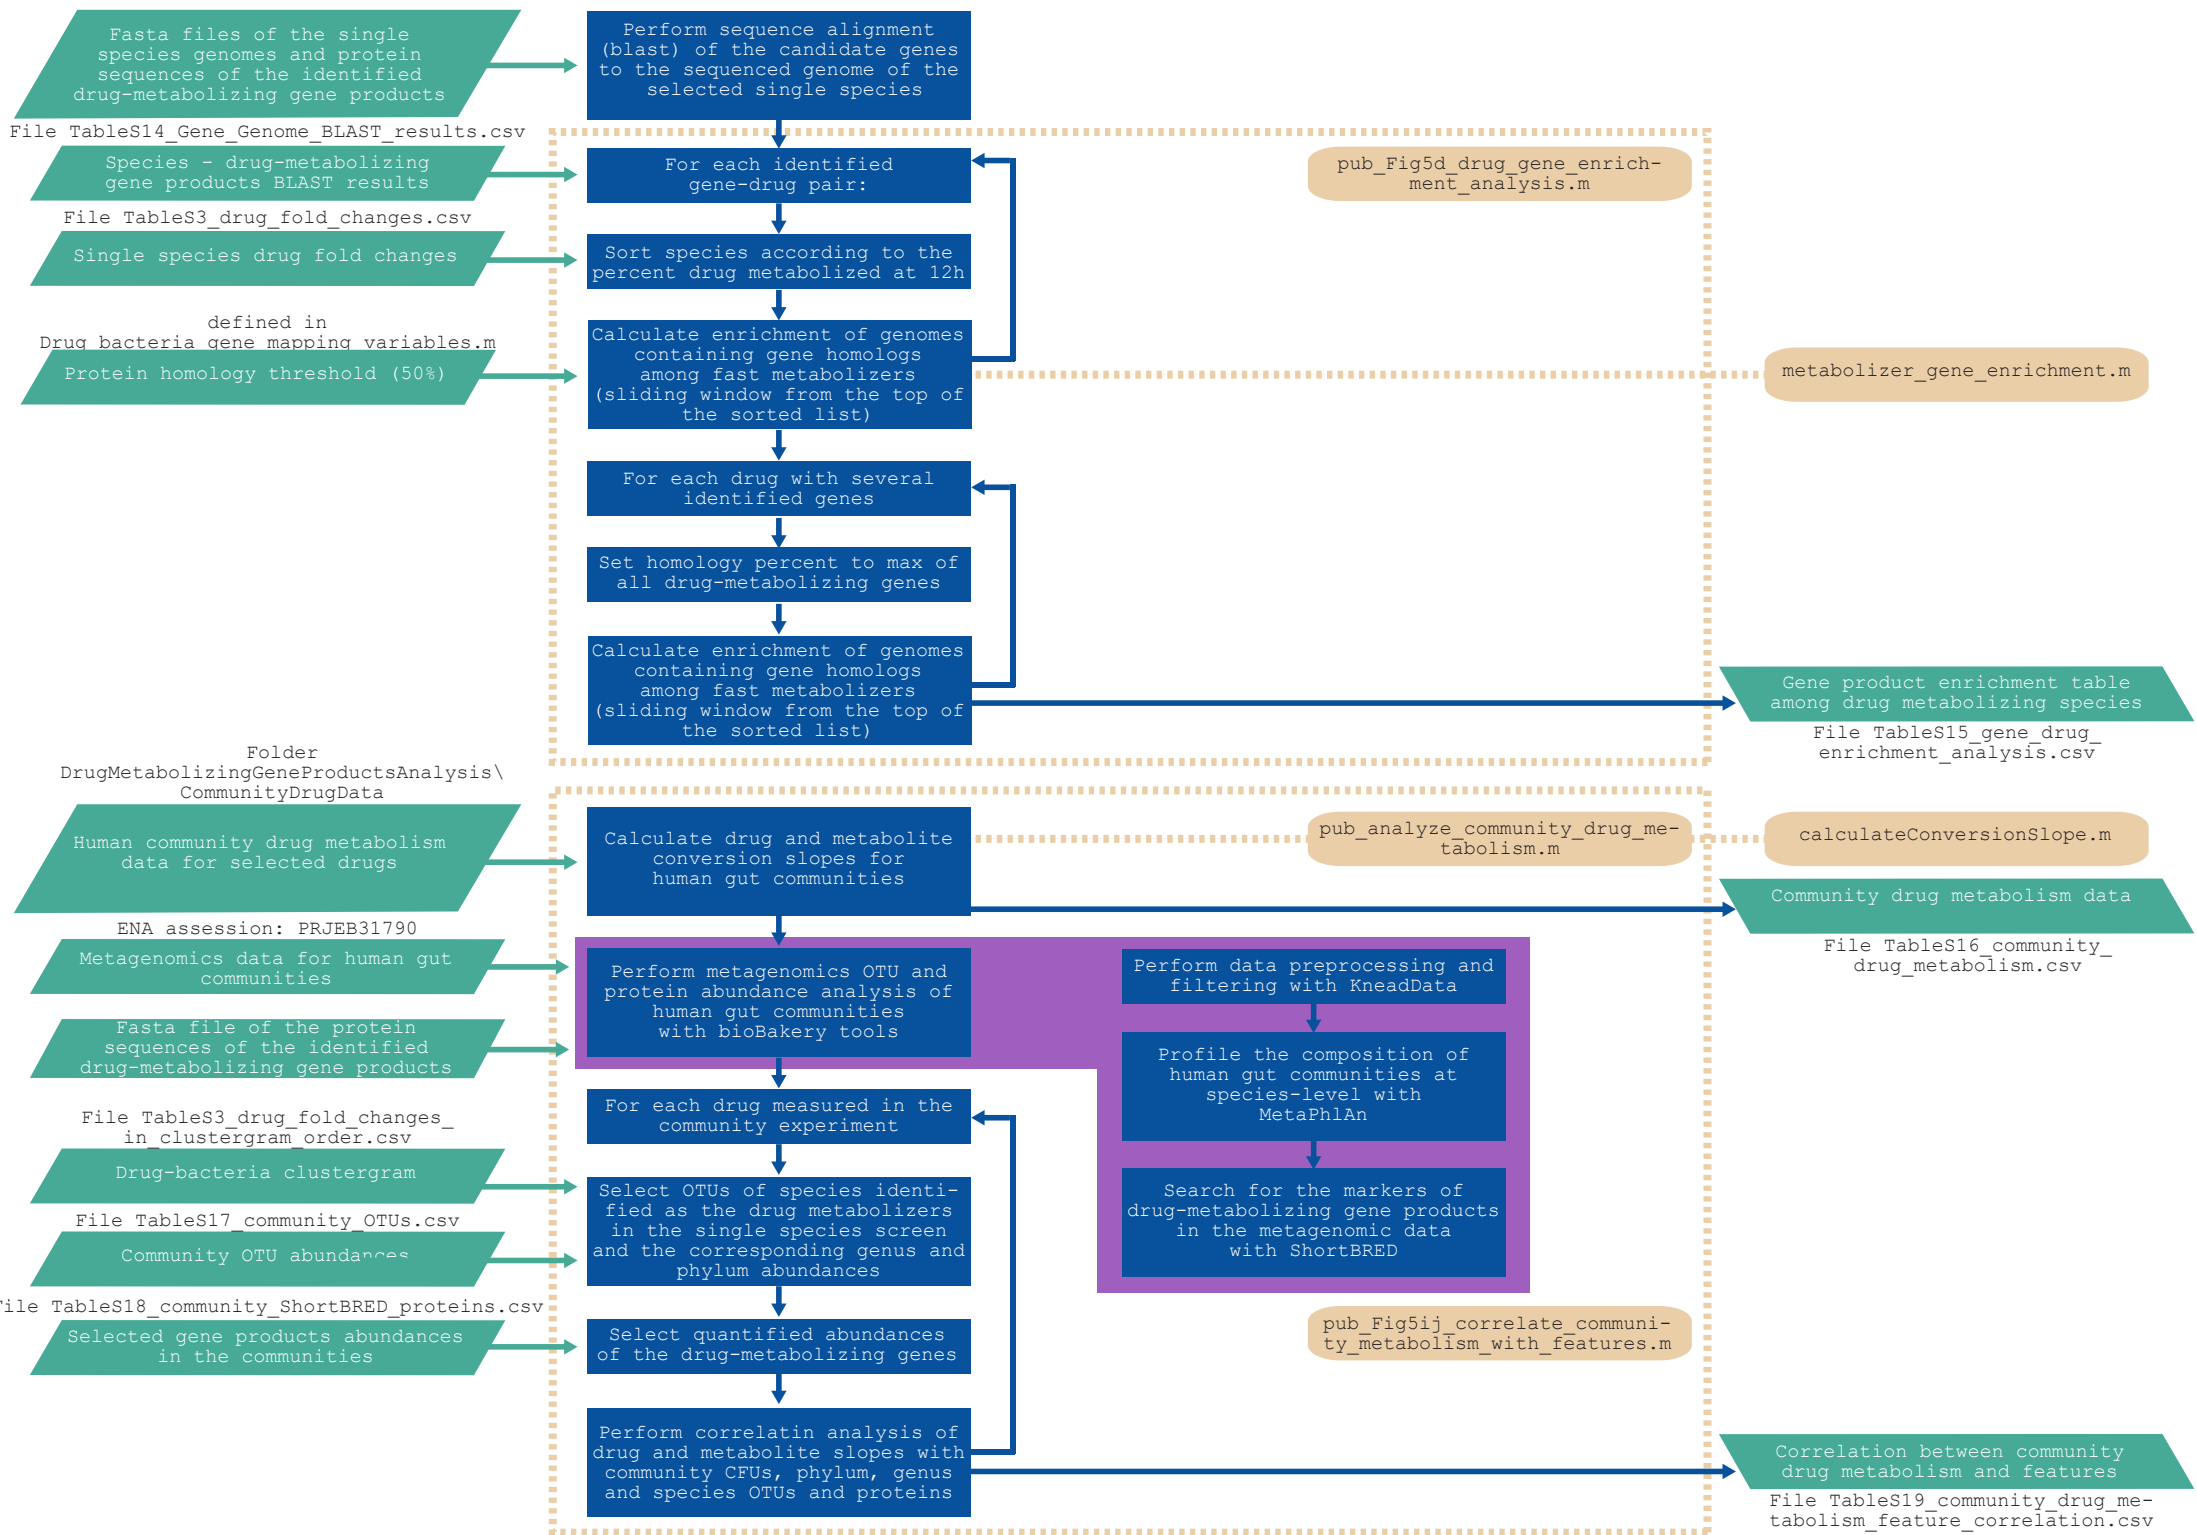 Fasta files of the single
species genomes and protein
sequences of the identified
drug-metabolizing gene products
Perform sequence alignment
(blast) of the candidate genes
to the sequenced genome of the
selected single species
File TableS14_Gene_Genome_BLAST_results.csv
Species - drug-metabolizing
gene products BLAST results
For each identified
gene-drug pair:
pub_Fig5d_drug_gene_enrich-
ment_analysis.m
File TableS3_drug_fold_changes.csv
Single species drug fold changes
Sort species according to the
percent drug metabolized at 12h
defined in
Drug_bacteria_gene_mapping_variables.m
Protein homology threshold (50%)
Calculate enrichment of genomes
containing gene homologs
among fast metabolizers
(sliding window from the top of
the sorted list)
metabolizer_gene_enrichment.m
For each drug with several
identified genes
Set homology percent to max of
all drug-metabolizing genes
Calculate enrichment of genomes
containing gene homologs
among fast metabolizers
(sliding window from the top of
the sorted list)
Gene product enrichment table
among drug metabolizing species
File TableS15_gene_drug_
enrichment_analysis.csv
Folder
DrugMetabolizingGeneProductsAnalysis\
CommunityDrugData
Human community drug metabolism
data for selected drugs
Calculate drug and metabolite
conversion slopes for
human gut communities
pub_analyze_community_drug_me-
tabolism.m
calculateConversionSlope.m
Community drug metabolism data
File TableS16_community_
drug_metabolism.csv
ENA assession: PRJEB31790
Metagenomics data for human gut
communities
Fasta file of the protein
sequences of the identified
drug-metabolizing gene products
Perform metagenomics OTU and
protein abundance analysis of
human gut communities
with bioBakery tools
Perform data preprocessing and
filtering with KneadData
Profile the composition of
human gut communities at
species-level with
MetaPhlAn
Search for the markers of
drug-metabolizing gene products
in the metagenomic data
with ShortBRED
For each drug measured in the
community experiment
File TableS3_drug_fold_changes_
in_clustergram_order.csv
Drug-bacteria clustergram
Select OTUs of species identi-
fied as the drug metabolizers
in the single species screen
and the corresponding genus and
phylum abundances
File TableS17_community_OTUs.csv
Community OTU abundances
File TableS18_community_ShortBRED_proteins.csv
Selected gene products abundances
in the communities
Select quantified abundances
of the drug-metabolizing genes
pub_Fig5ij_correlate_communi-
ty_metabolism_with_features.m
Perform correlatin analysis of
drug and metabolite slopes with
community CFUs, phylum, genus
and species OTUs and proteins
Correlation between community
drug metabolism and features
File TableS19_community_drug_me-
tabolism_feature_correlation.csv